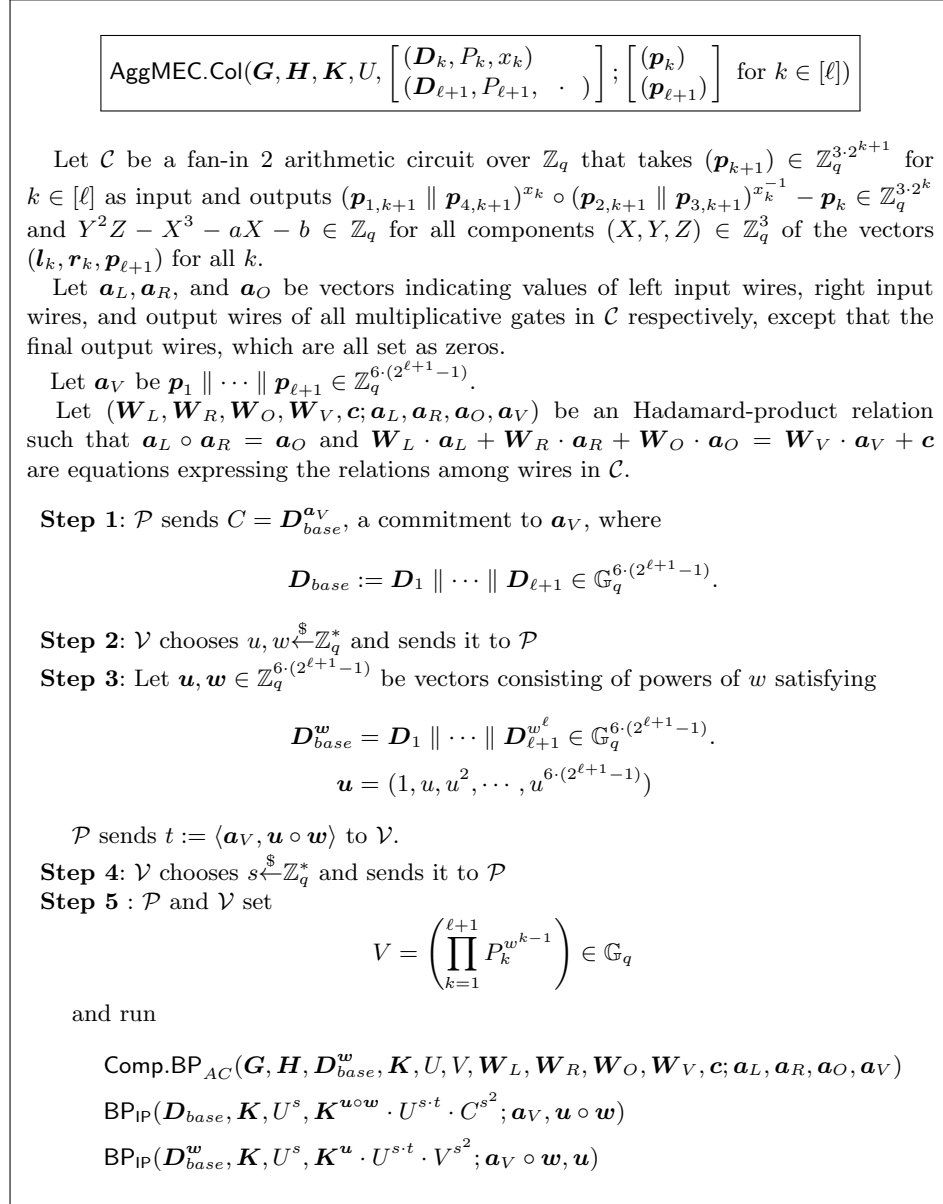 AggMEC.Col(𝑮, 𝑯, 𝑲, U, [(𝑫ₖ, Pₖ, xₖ) (𝑫_{ℓ+1}, P_{ℓ+1}, · )] ; [(𝒑ₖ) (𝒑_{ℓ+1})] for k ∈ [ℓ])
Let 𝒞 be a fan-in 2 arithmetic circuit over ℤ_q that takes (𝒑_{k+1}) ∈ ℤ_q^{3·2^{k+1}} for
k ∈ [ℓ] as input and outputs (𝒑_{1,k+1} ∥ 𝒑_{4,k+1})^{x_k} ∘ (𝒑_{2,k+1} ∥ 𝒑_{3,k+1})^{x_k^{-1}} − 𝒑_k ∈ ℤ_q^{3·2^k}
and Y²Z − X³ − aX − b ∈ ℤ_q for all components (X, Y, Z) ∈ ℤ_q^3 of the vectors
(𝒍_k, 𝒓_k, 𝒑_{ℓ+1}) for all k.
Let 𝒂_L, 𝒂_R, and 𝒂_O be vectors indicating values of left input wires, right input
wires, and output wires of all multiplicative gates in 𝒞 respectively, except that the
final output wires, which are all set as zeros.
Let 𝒂_V be 𝒑_1 ∥ ··· ∥ 𝒑_{ℓ+1} ∈ ℤ_q^{6·(2^{ℓ+1}−1)}.
Let (𝑾_L, 𝑾_R, 𝑾_O, 𝑾_V, 𝒄; 𝒂_L, 𝒂_R, 𝒂_O, 𝒂_V) be an Hadamard-product relation
such that 𝒂_L ∘ 𝒂_R = 𝒂_O and 𝑾_L · 𝒂_L + 𝑾_R · 𝒂_R + 𝑾_O · 𝒂_O = 𝑾_V · 𝒂_V + 𝒄
are equations expressing the relations among wires in 𝒞.
Step 1: 𝒫 sends C = 𝑫_{base}^{𝒂_V}, a commitment to 𝒂_V, where
𝑫_{base} := 𝑫_1 ∥ ··· ∥ 𝑫_{ℓ+1} ∈ 𝔾_q^{6·(2^{ℓ+1}−1)}.
Step 2: 𝒱 chooses u, w ←$ ℤ_q^* and sends it to 𝒫
Step 3: Let 𝒖, 𝒘 ∈ ℤ_q^{6·(2^{ℓ+1}−1)} be vectors consisting of powers of w satisfying
𝑫_{base}^{𝒘} = 𝑫_1 ∥ ··· ∥ 𝑫_{ℓ+1}^{w^ℓ} ∈ 𝔾_q^{6·(2^{ℓ+1}−1)}.
𝒖 = (1, u, u², ··· , u^{6·(2^{ℓ+1}−1)})
𝒫 sends t := ⟨𝒂_V, 𝒖 ∘ 𝒘⟩ to 𝒱.
Step 4: 𝒱 chooses s ←$ ℤ_q^* and sends it to 𝒫
Step 5 : 𝒫 and 𝒱 set
V = (∏_{k=1}^{ℓ+1} P_k^{w^{k−1}}) ∈ 𝔾_q
and run
Comp.BP_{AC}(𝑮, 𝑯, 𝑫_{base}^{𝒘}, 𝑲, U, V, 𝑾_L, 𝑾_R, 𝑾_O, 𝑾_V, 𝒄; 𝒂_L, 𝒂_R, 𝒂_O, 𝒂_V)
BP_{IP}(𝑫_{base}, 𝑲, U^s, 𝑲^{𝒖∘𝒘} · U^{s·t} · C^{s²}; 𝒂_V, 𝒖 ∘ 𝒘)
BP_{IP}(𝑫_{base}^{𝒘}, 𝑲, U^s, 𝑲^{𝒖} · U^{s·t} · V^{s²}; 𝒂_V ∘ 𝒘, 𝒖)